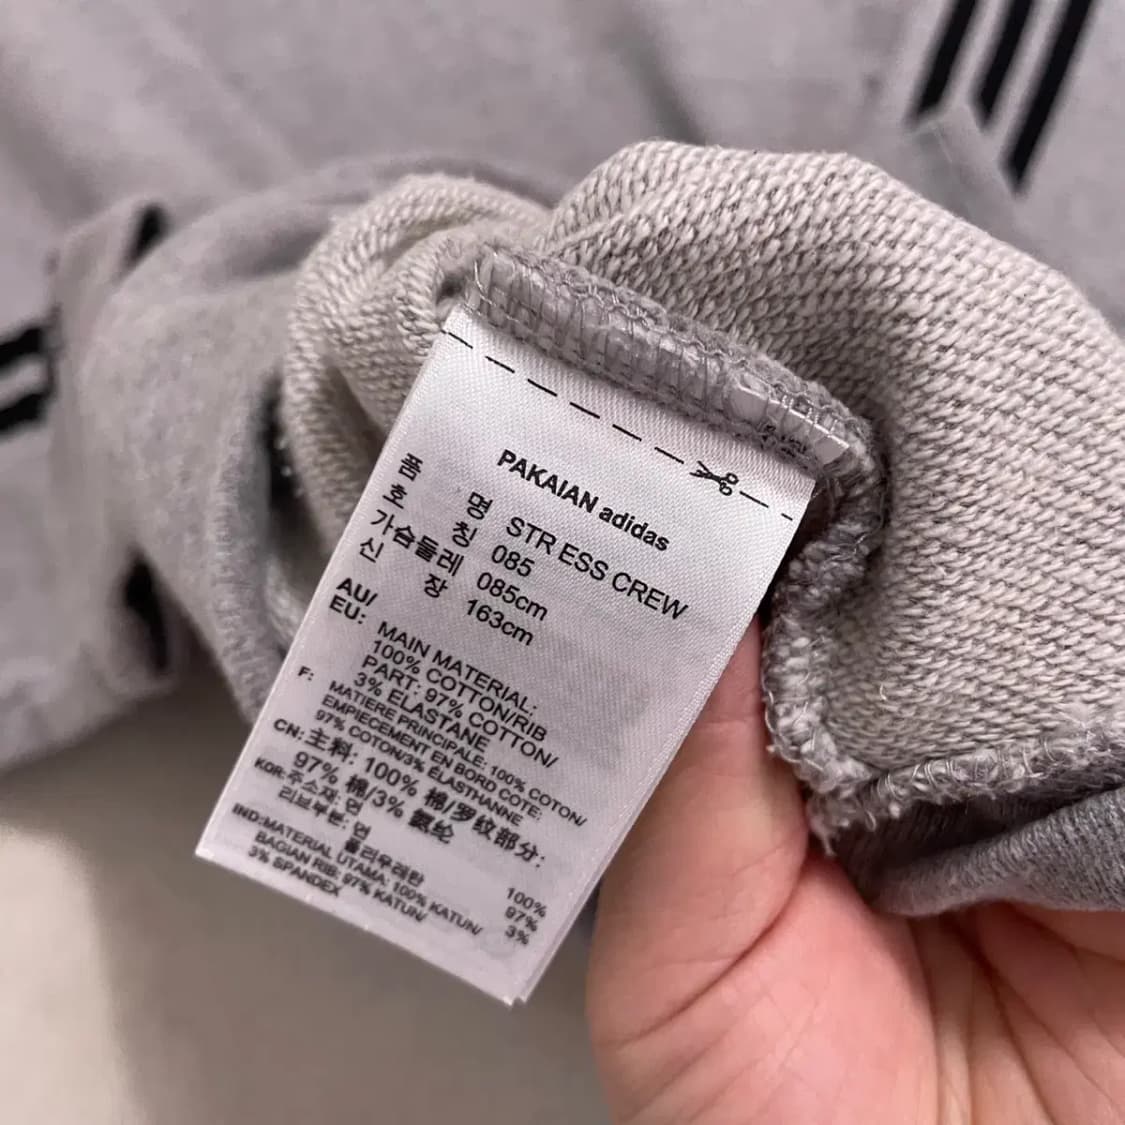 PAKAIAN adidas
품 명 STR ESS CREW
호 칭 085
가슴둘레 085cm
신 장 163cm
AU/
EU: MAIN MATERIAL:
100% COTTON/RIB
PART: 97% COTTON/
3% ELASTANE
F: MATIERE PRINCIPALE: 100% COTON/
EMPIECEMENT EN BORD COTE:
97% COTON/3% ÉLASTHANNE
CN: 主料: 100% 棉/罗纹部分:
97% 棉/3% 氨纶
KOR: 주소재: 면 100%
리브부분: 면 97%
폴리우레탄 3%
IND: MATERIAL UTAMA: 100% KATUN/
BAGIAN RIB: 97% KATUN/
3% SPANDEX